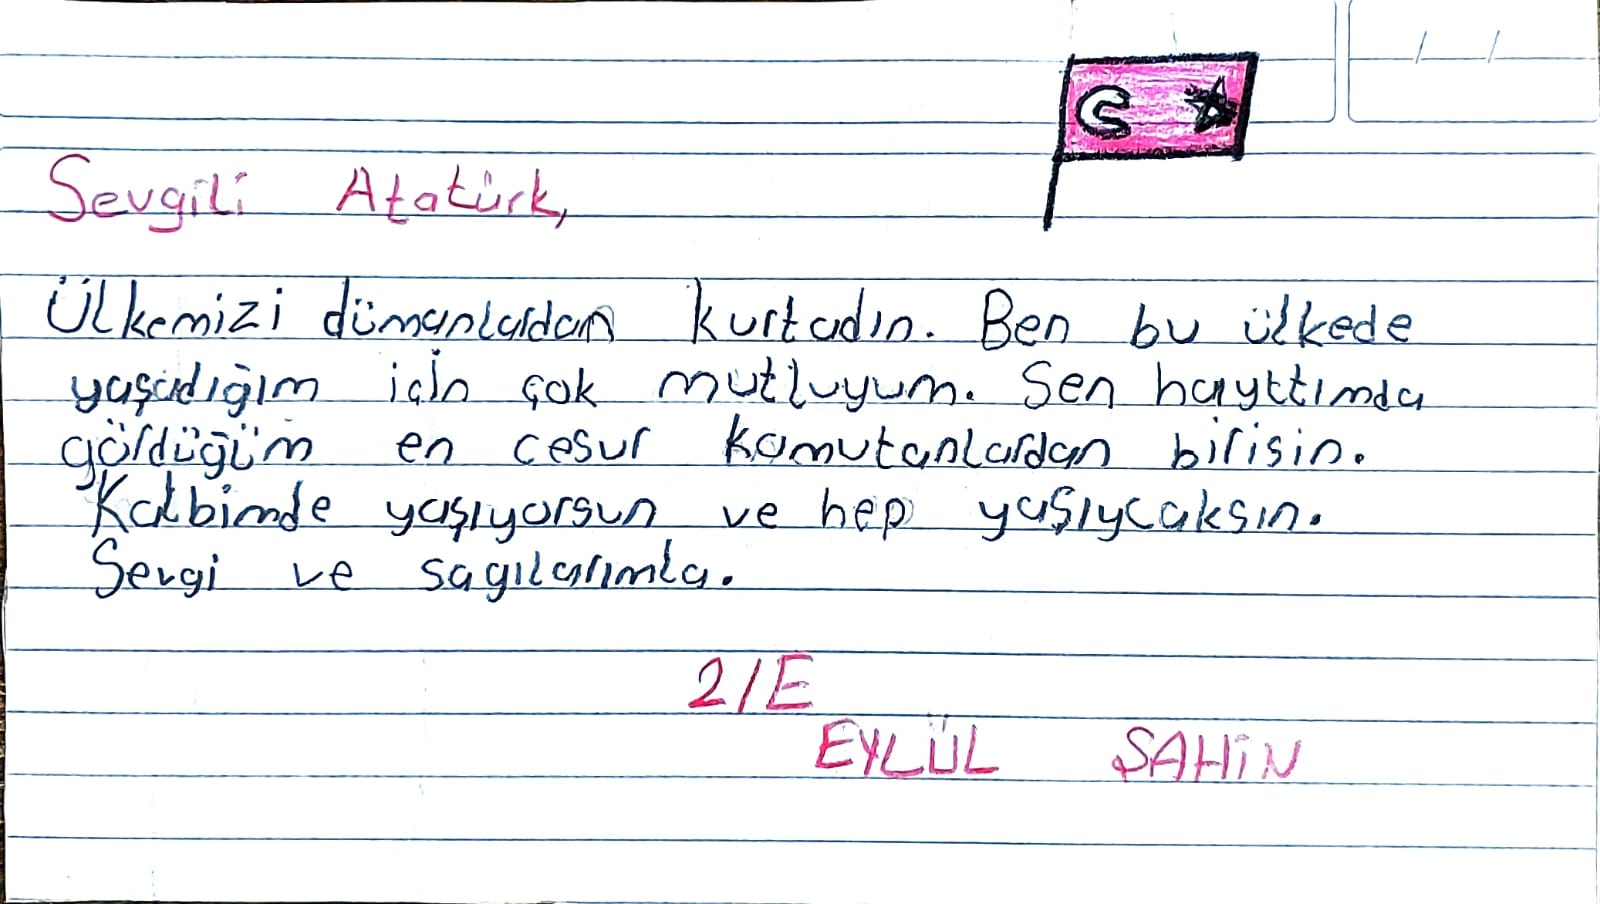 Sevgili Atatürk,
Ülkemizi dümanlardan kurtadın. Ben bu ülkede
yaşadığım için çok mutluyum. Sen hayttımda
gördüğüm en cesur komutanlardan birisin.
Kalbimde yaşıyorsun ve hep yaşıycaksın.
Sevgi ve sagılarımla.
2/E
EYLÜL ŞAHİN